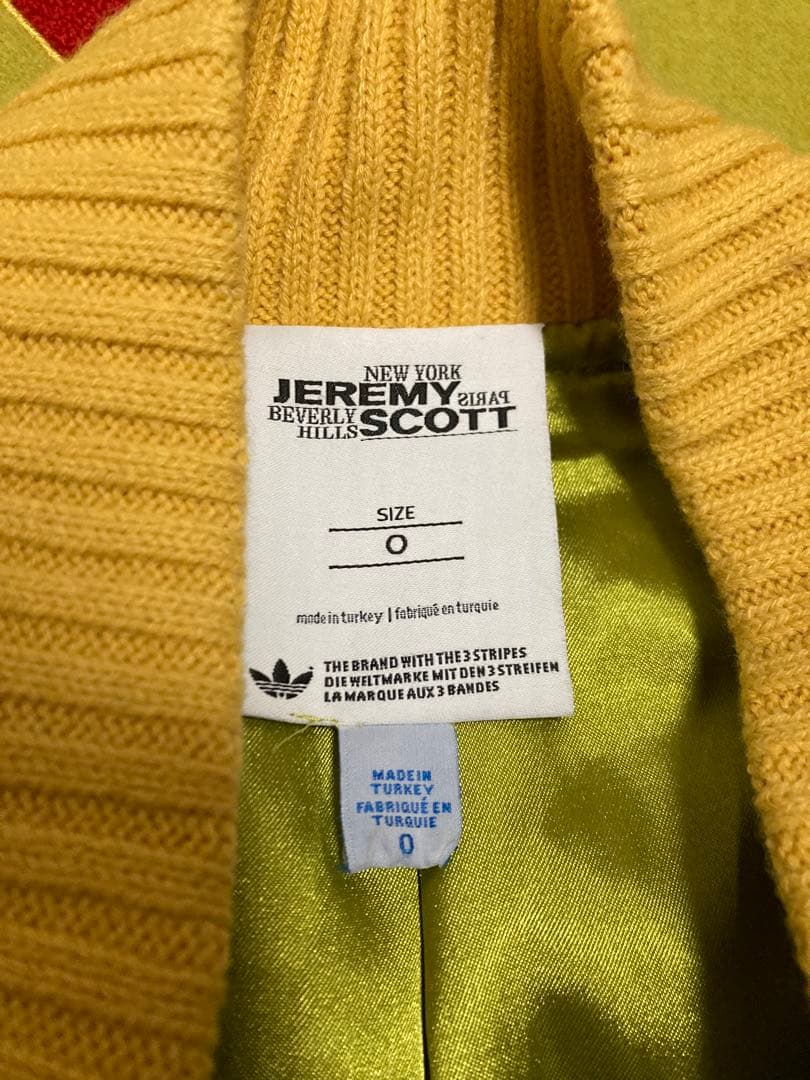 NEW YORK
JEREMY PARIS
BEVERLY SCOTT
HILLS
SIZE
O
made in turkey | fabriqué en turquie
THE BRAND WITH THE 3 STRIPES
DIE WELTMARKE MIT DEN 3 STREIFEN
LA MARQUE AUX 3 BANDES
MADE IN
TURKEY
FABRIQUÉ EN
TURQUIE
0